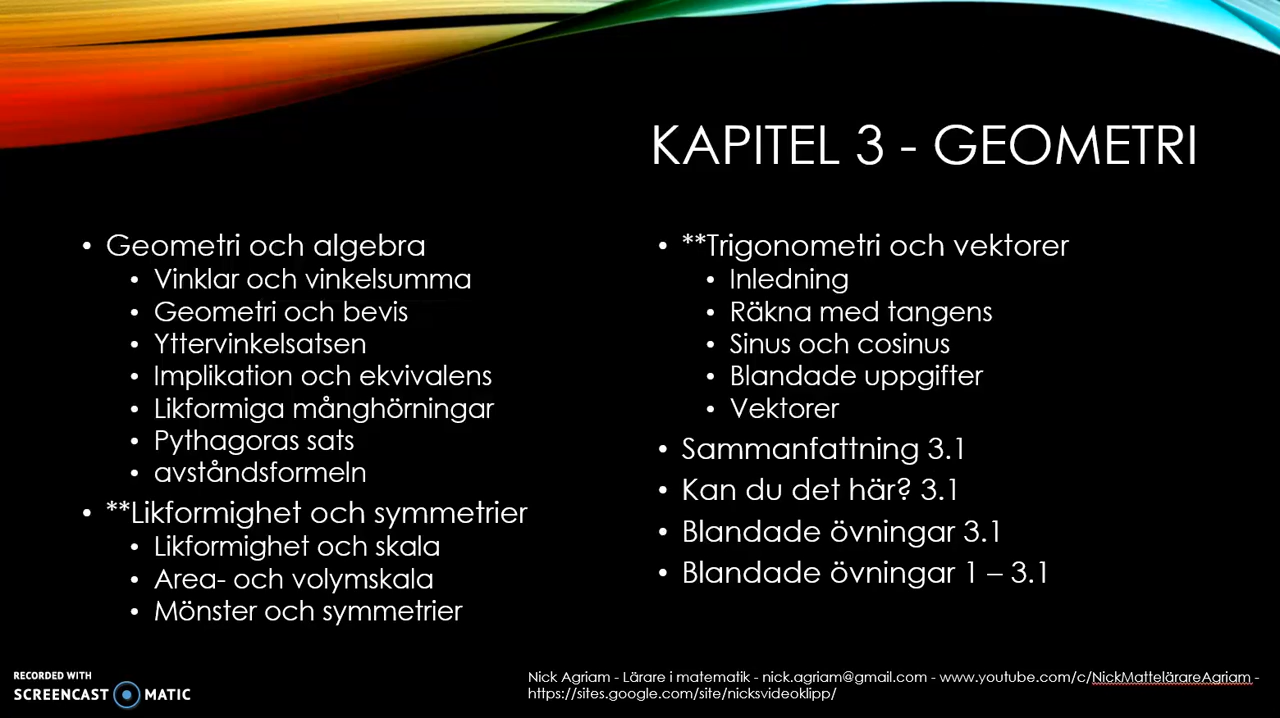 KAPITEL 3 - GEOMETRI
• Geometri och algebra
• Vinklar och vinkelsumma
• Geometri och bevis
• Yttervinkelsatsen
• Implikation och ekvivalens
• Likformiga månghörningar
• Pythagoras sats
• avståndsformeln
• **Likformighet och symmetrier
• Likformighet och skala
• Area- och volymskala
• Mönster och symmetrier
• **Trigonometri och vektorer
• Inledning
• Räkna med tangens
• Sinus och cosinus
• Blandade uppgifter
• Vektorer
• Sammanfattning 3.1
• Kan du det här? 3.1
• Blandade övningar 3.1
• Blandade övningar 1 – 3.1
RECORDED WITH
SCREENCAST MATIC
Nick Agriam - Lärare i matematik - nick.agriam@gmail.com - www.youtube.com/c/NickMattelärareAgriam -
https://sites.google.com/site/nicksvideoklipp/